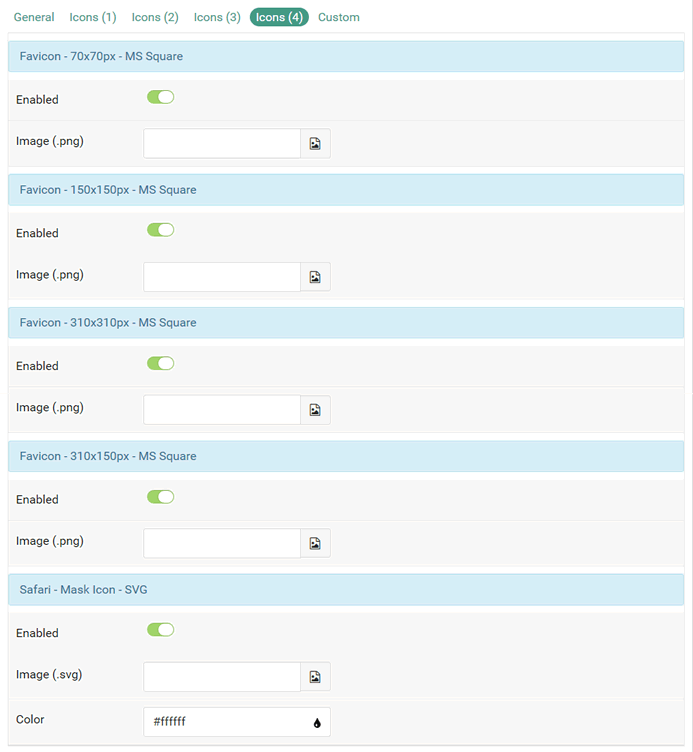 General Icons (1) Icons (2) Icons (3) Icons (4) Custom
Favicon - 70x70px - MS Square
Enabled
Image (.png)
Favicon - 150x150px - MS Square
Enabled
Image (.png)
Favicon - 310x310px - MS Square
Enabled
Image (.png)
Favicon - 310x150px - MS Square
Enabled
Image (.png)
Safari - Mask Icon - SVG
Enabled
Image (.svg)
Color #ffffff